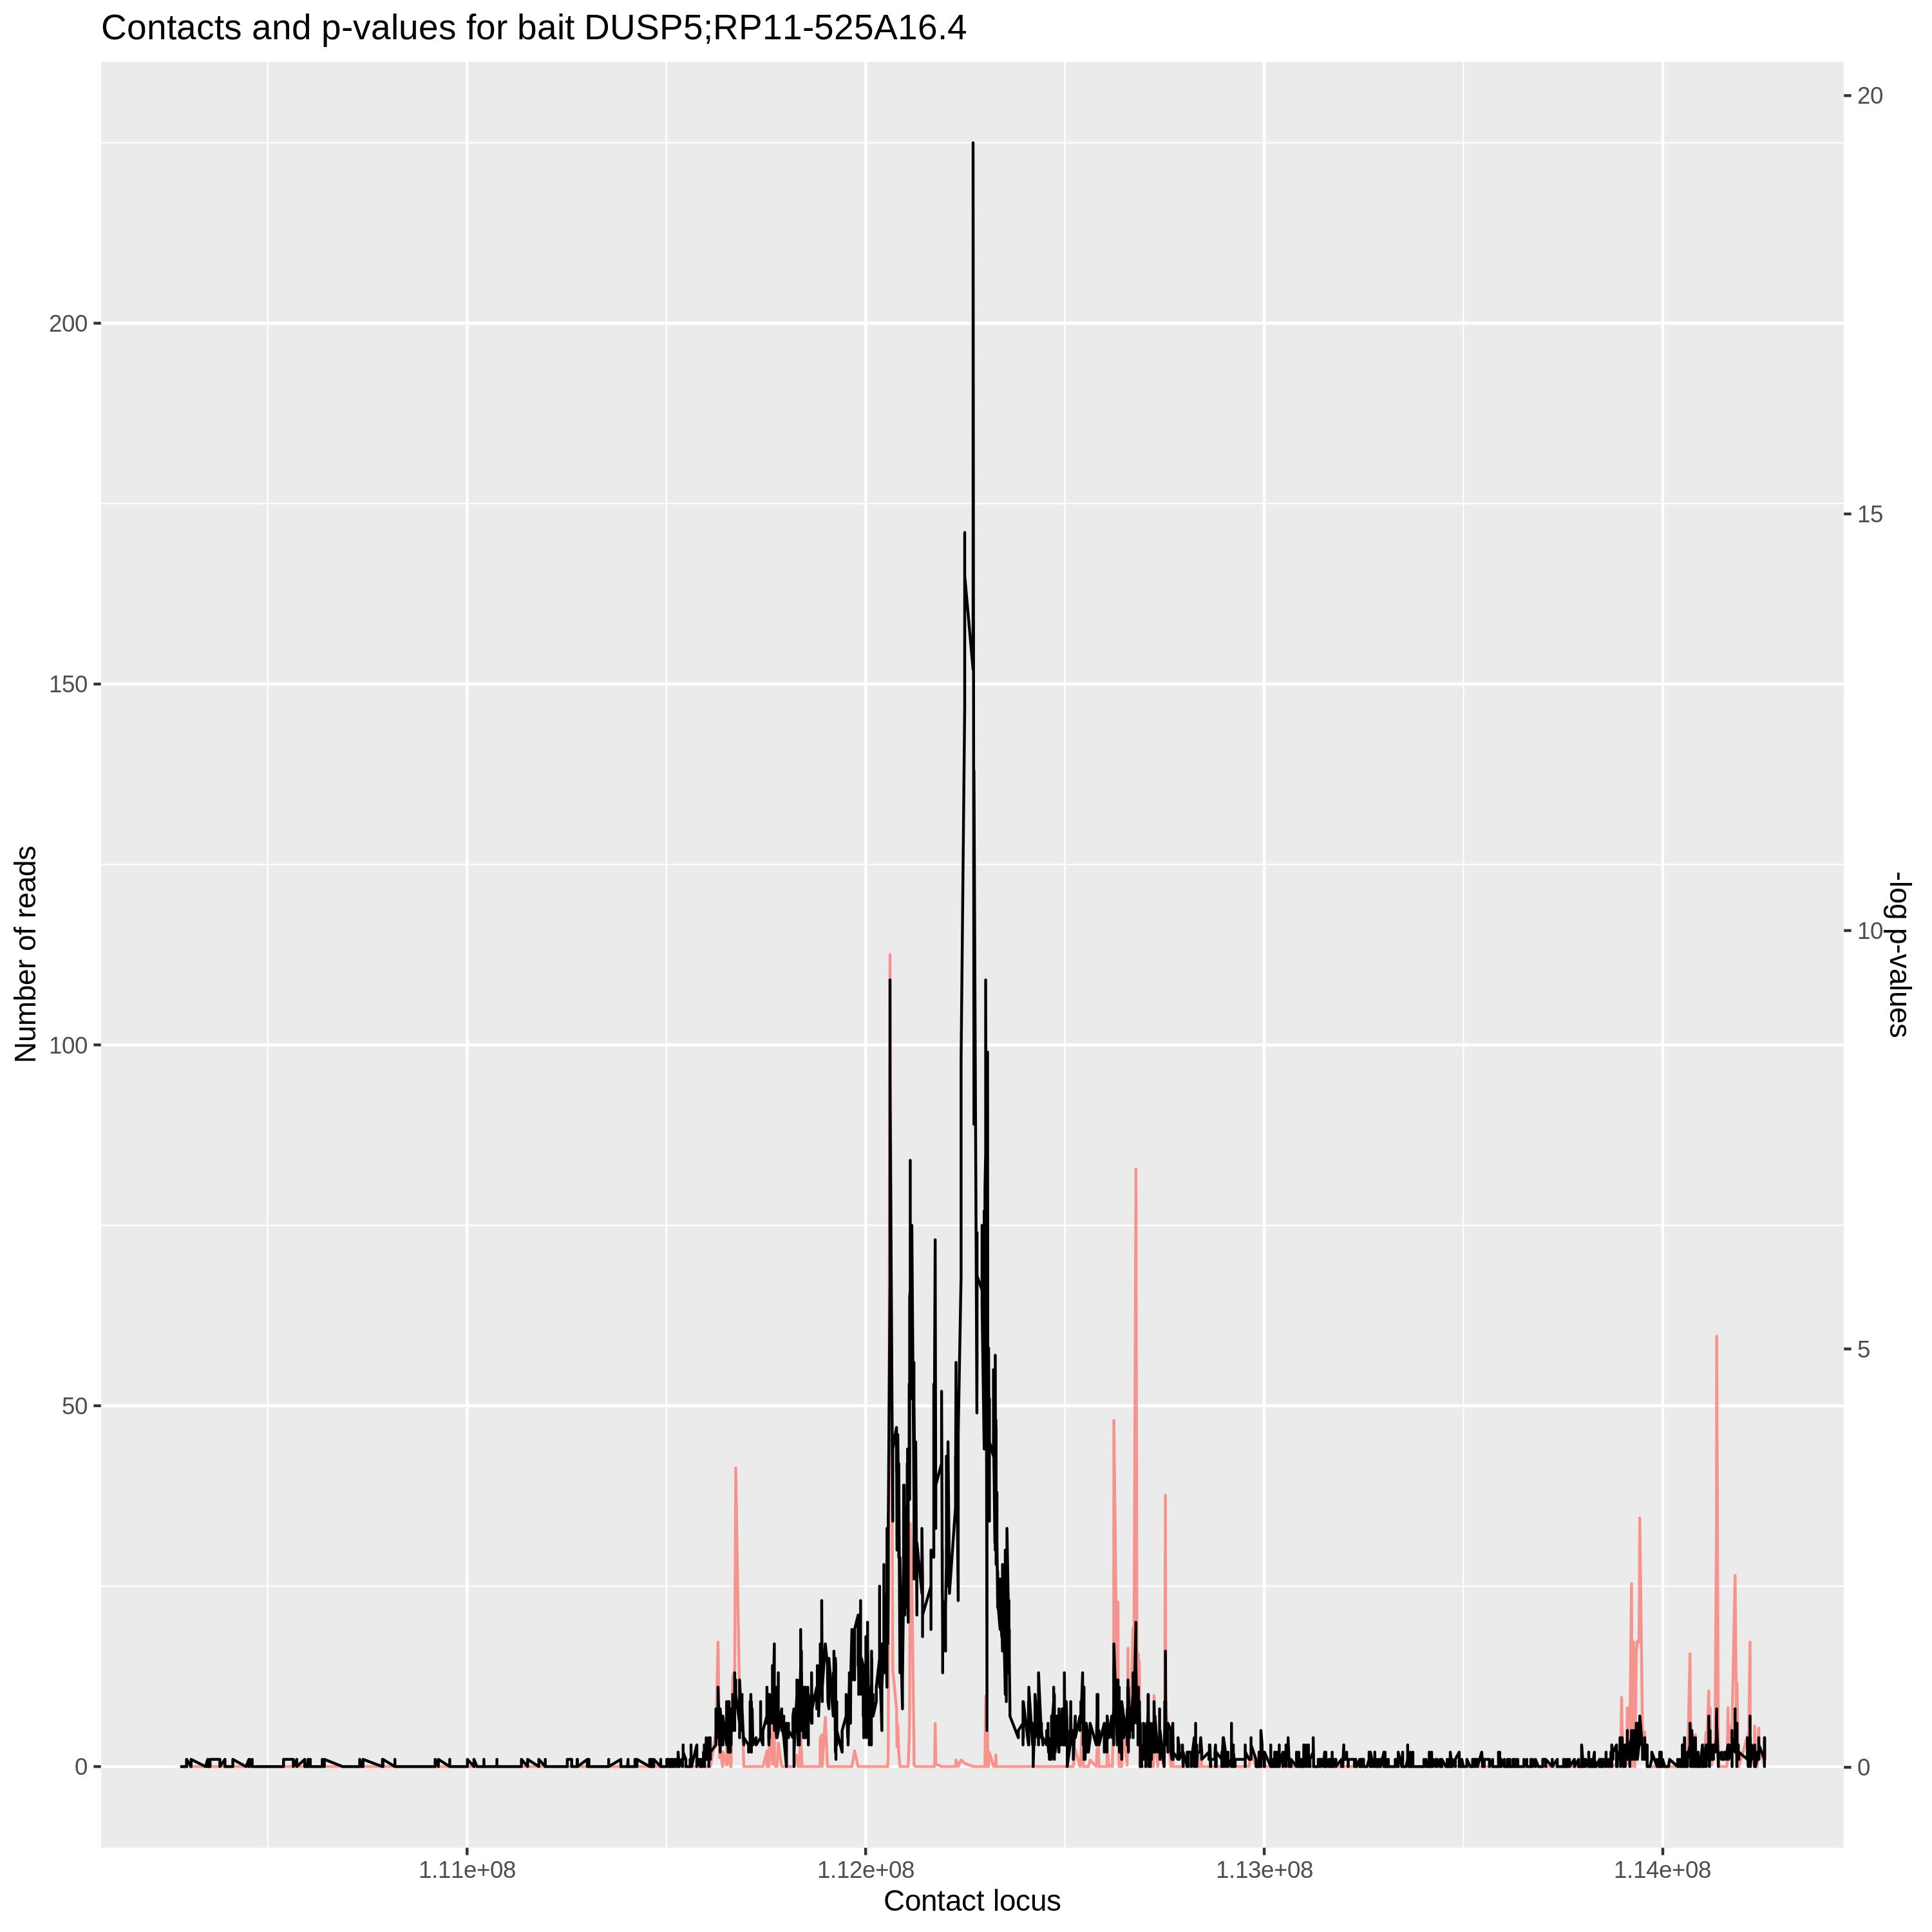 Contacts and p-values for bait DUSP5;RP11-525A16.4
Number of reads
200
150
100
50
0
20
15
10
5
0
-log p-values
1.11e+08 1.12e+08 1.13e+08 1.14e+08
Contact locus